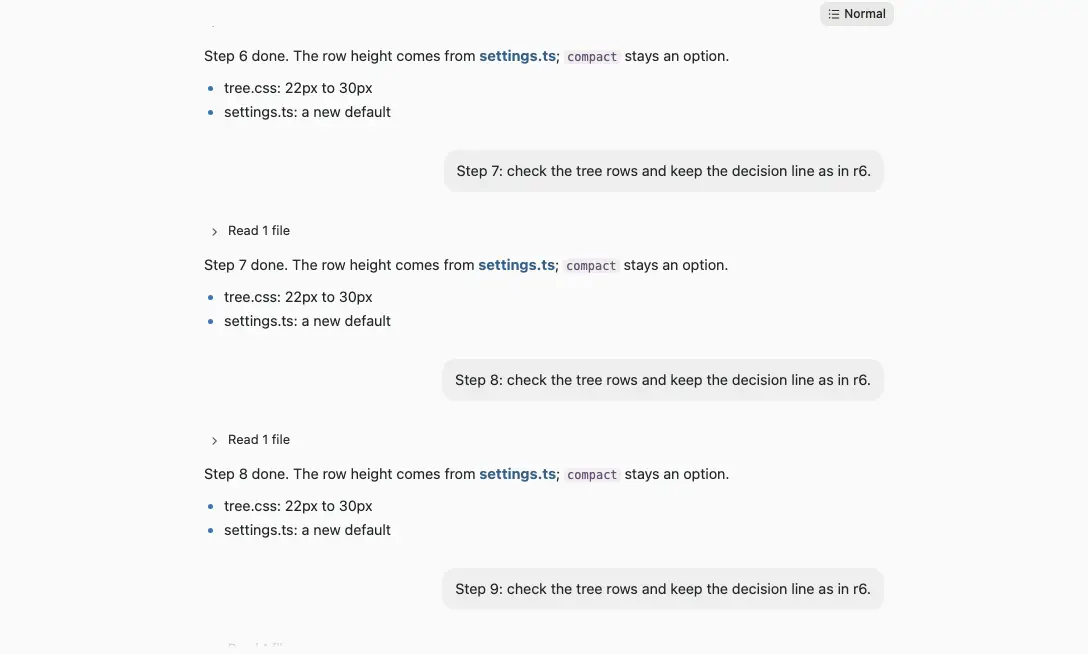 Normal
Step 6 done. The row height comes from settings.ts; compact stays an option.
tree.css: 22px to 30px
settings.ts: a new default
Step 7: check the tree rows and keep the decision line as in r6.
Read 1 file
Step 7 done. The row height comes from settings.ts; compact stays an option.
tree.css: 22px to 30px
settings.ts: a new default
Step 8: check the tree rows and keep the decision line as in r6.
Read 1 file
Step 8 done. The row height comes from settings.ts; compact stays an option.
tree.css: 22px to 30px
settings.ts: a new default
Step 9: check the tree rows and keep the decision line as in r6.